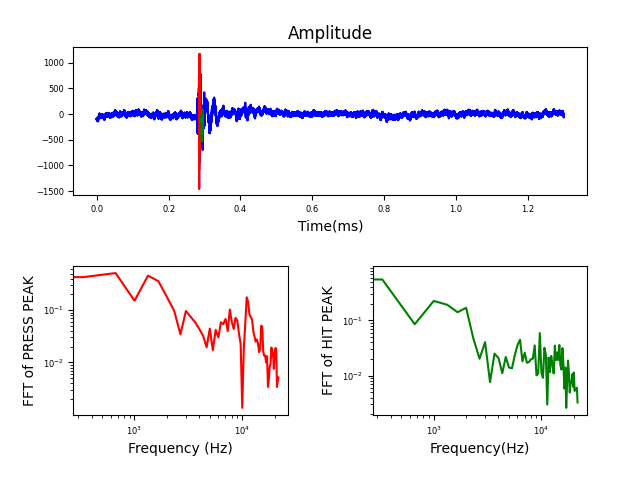 Amplitude
1000
500
0
−500
−1000
−1500
0.0 0.2 0.4 0.6 0.8 1.0 1.2
Time(ms)
FFT of PRESS PEAK
10⁻¹
10⁻²
10³ 10⁴
Frequency (Hz)
FFT of HIT PEAK
10⁻¹
10⁻²
10³ 10⁴
Frequency(Hz)